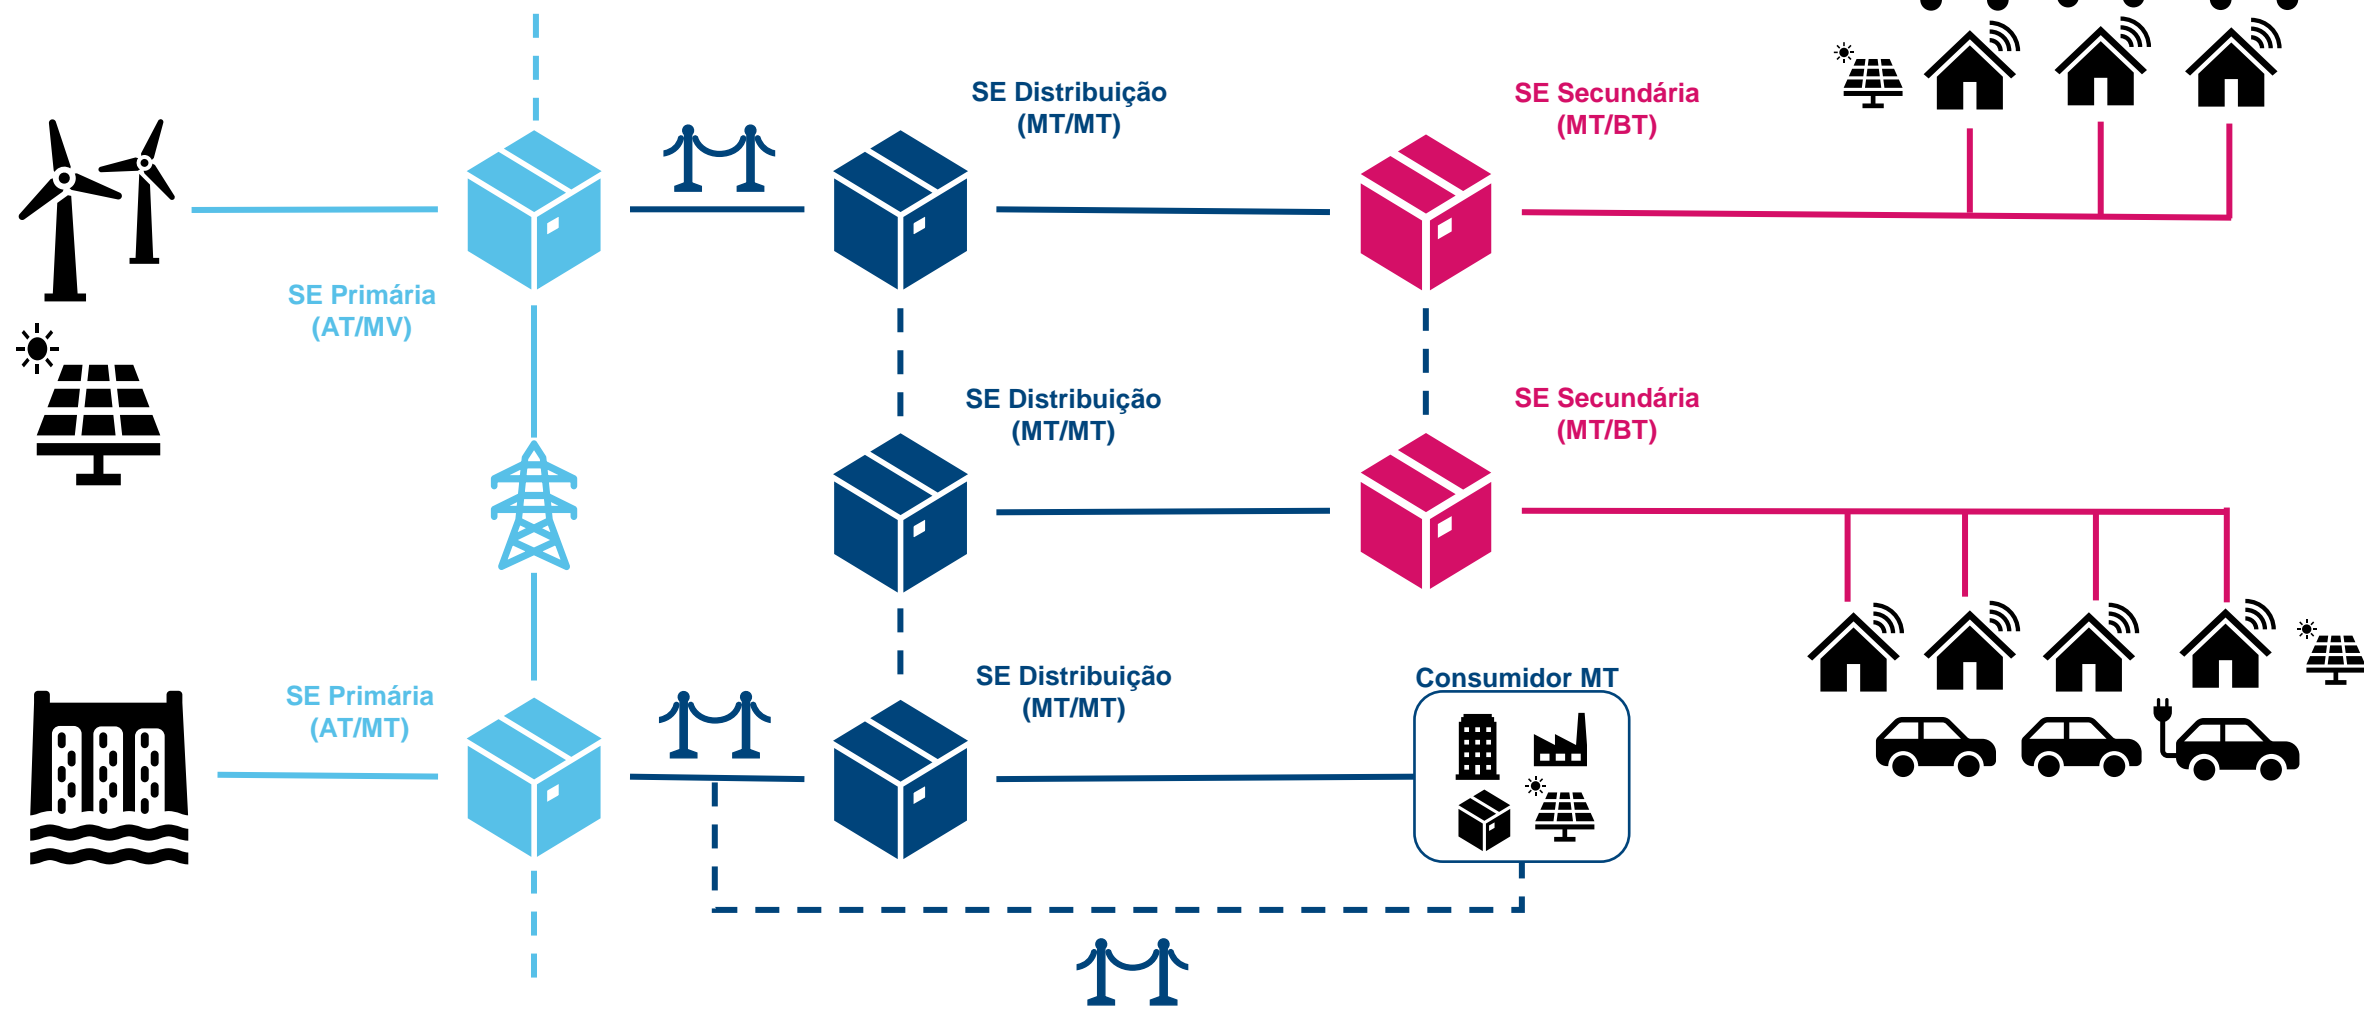 SE Distribuição
(MT/MT)
SE Secundária
(MT/BT)
SE Primária
(AT/MV)
SE Distribuição
(MT/MT)
SE Secundária
(MT/BT)
SE Primária
(AT/MT)
SE Distribuição
(MT/MT)
Consumidor MT